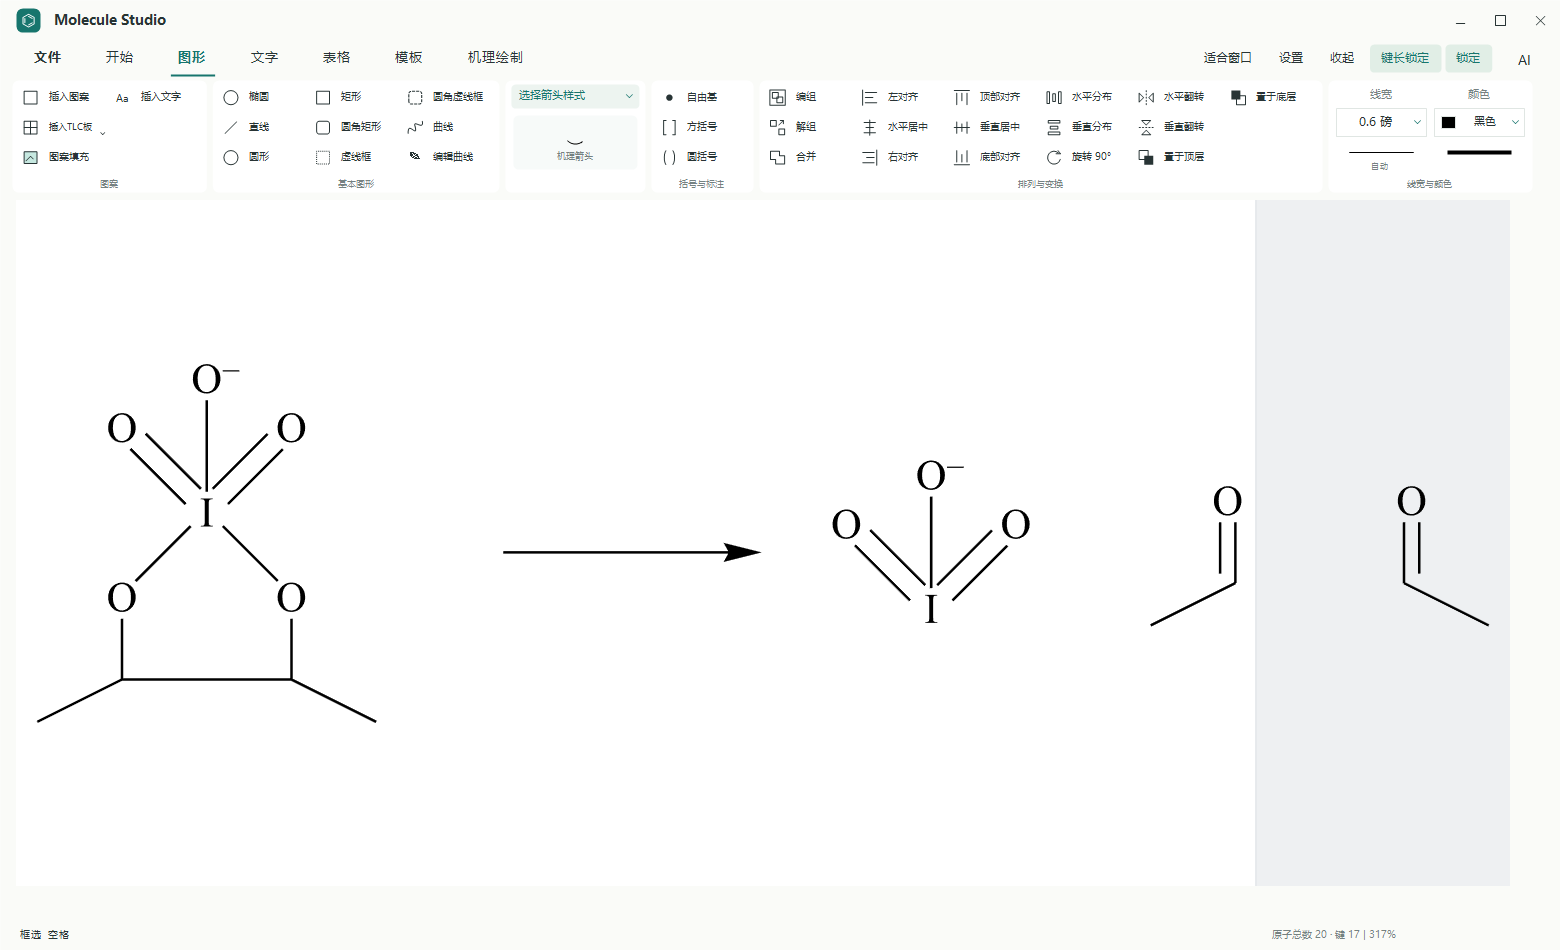 Molecule Studio
文件 开始 图形 文字 表格 模板 机理绘制 适合窗口 设置 收起 键长锁定 锁定 AI
插入图案 Aa 插入文字
插入TLC板
图案填充
图案
椭圆 矩形 圆角虚线框
直线 圆角矩形 曲线
圆形 虚线框 编辑曲线
基本图形
选择箭头样式
机理箭头
自由基
[ ] 方括号
( ) 圆括号
括号与标注
编组 左对齐 顶部对齐 水平分布 水平翻转 置于底层
解组 水平居中 垂直居中 垂直分布 垂直翻转
合并 右对齐 底部对齐 旋转 90° 置于顶层
排列与变换
线宽 颜色
0.6 磅 黑色
自动
线宽与颜色
O−
O O
I
O O
O−
O O
I
O
O
框选 空格
原子总数 20 · 键 17 | 317%